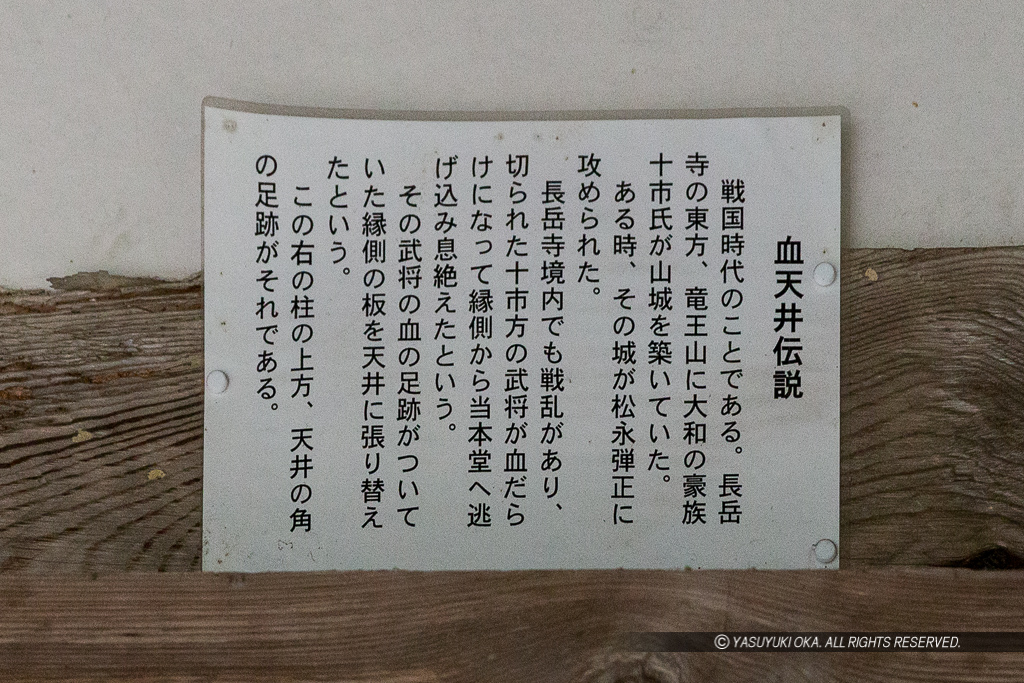 血天井伝説
戦国時代のことである。長岳
寺の東方、竜王山に大和の豪族
十市氏が山城を築いていた。
ある時、その城が松永弾正に
攻められた。
長岳寺境内でも戦乱があり、
切られた十市方の武将が血だら
けになって縁側から当本堂へ逃
げ込み息絶えたという。
その武将の血の足跡がついて
いた縁側の板を天井に張り替え
たという。
この右の柱の上方、天井の角
の足跡がそれである。
© YASUYUKI OKA. ALL RIGHTS RESERVED.